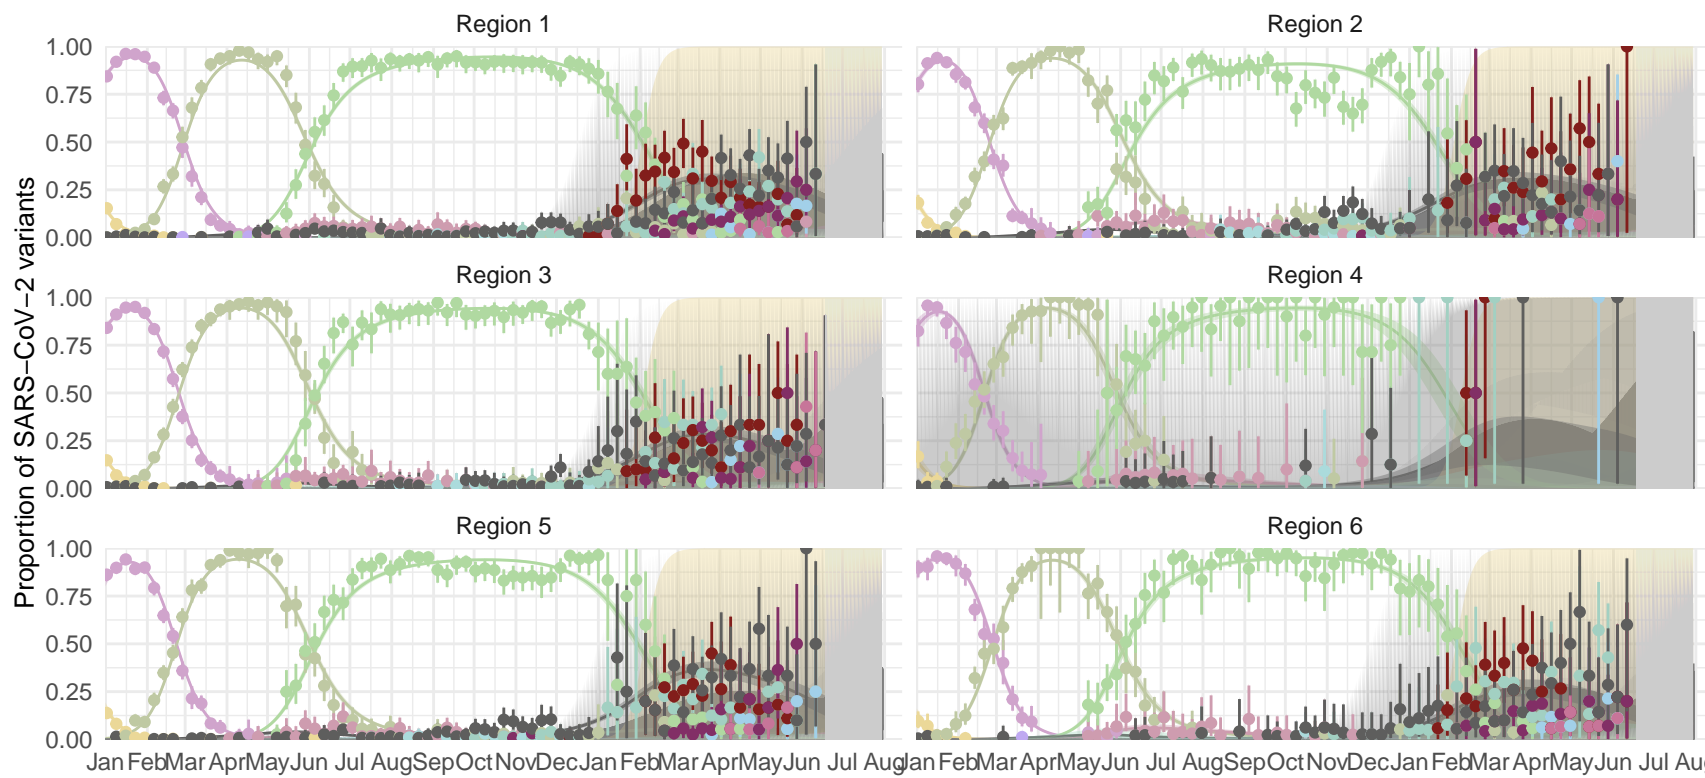 Region 1
Region 2
1.00
0.75
0.50
0.25
0.00
Region 3
Region 4
1.00
0.75
0.50
0.25
0.00
Region 5
Region 6
1.00
0.75
0.50
0.25
0.00
Proportion of SARS−CoV−2 variants
Jan Feb Mar Apr May Jun Jul Aug Sep Oct Nov Dec Jan Feb Mar Apr May Jun Jul Aug
Jan Feb Mar Apr May Jun Jul Aug Sep Oct Nov Dec Jan Feb Mar Apr May Jun Jul Au